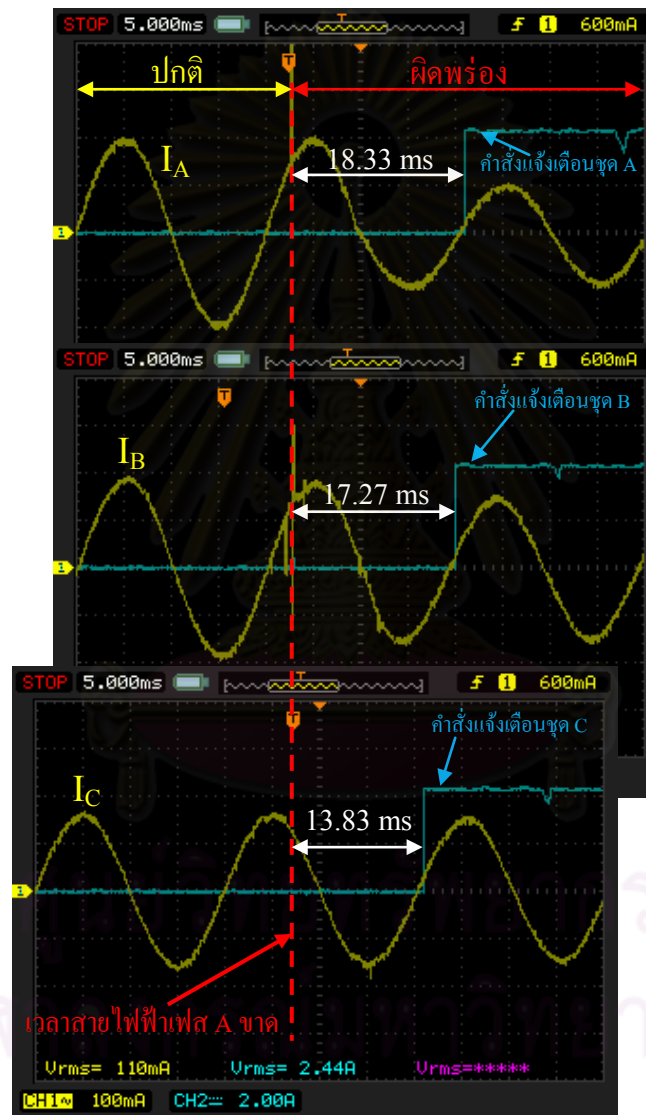 STOP 5.000ms T f 1 600mA
ปกติ
T
ผิดพร่อง
I_A
18.33 ms
คำสั่งแจ้งเตือนชุด A
1
STOP 5.000ms T f 1 600mA
T
คำสั่งแจ้งเตือนชุด B
I_B
17.27 ms
1
STOP 5.000ms T f 1 600mA
T
คำสั่งแจ้งเตือนชุด C
I_C
13.83 ms
1
เวลาสายไฟฟ้าเฟส A ขาด
Vrms= 110mA Vrms= 2.44A Vrms=*****
CH1~ 100mA CH2⎓ 2.00A